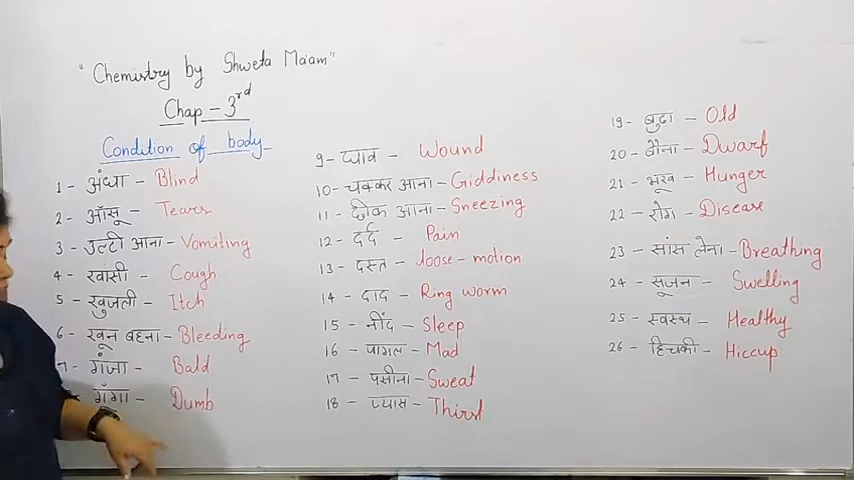 "Chemistry by Shweta Ma'am"
Chap - 3rd
Condition of body
1 - अंधा - Blind
2 - आँसू - Tears
3 - उल्टी आना - Vomiting
4 - खांसी - Cough
5 - खुजली - Itch
6 - खून बहना - Bleeding
7 - गंजा - Bald
गूँगा - Dumb
9 - घाव - Wound
10 - चक्कर आना - Giddiness
11 - छींक आना - Sneezing
12 - दर्द - Pain
13 - दस्त - loose - motion
14 - दाद - Ring worm
15 - नींद - Sleep
16 - पागल - Mad
17 - पसीना - Sweat
18 - प्यास - Thirst
19 - बुढा - Old
20 - बौना - Dwarf
21 - भूख - Hunger
22 - रोग - Disease
23 - सांस लेना - Breathing
24 - सूजन - Swelling
25 - स्वस्थ - Healthy
26 - हिचकी - Hiccup